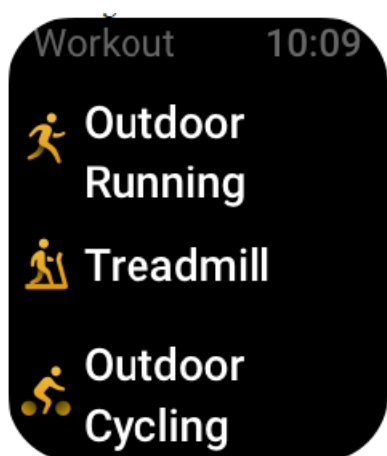 Workout 10:09
Outdoor
Running
Treadmill
Outdoor
Cycling